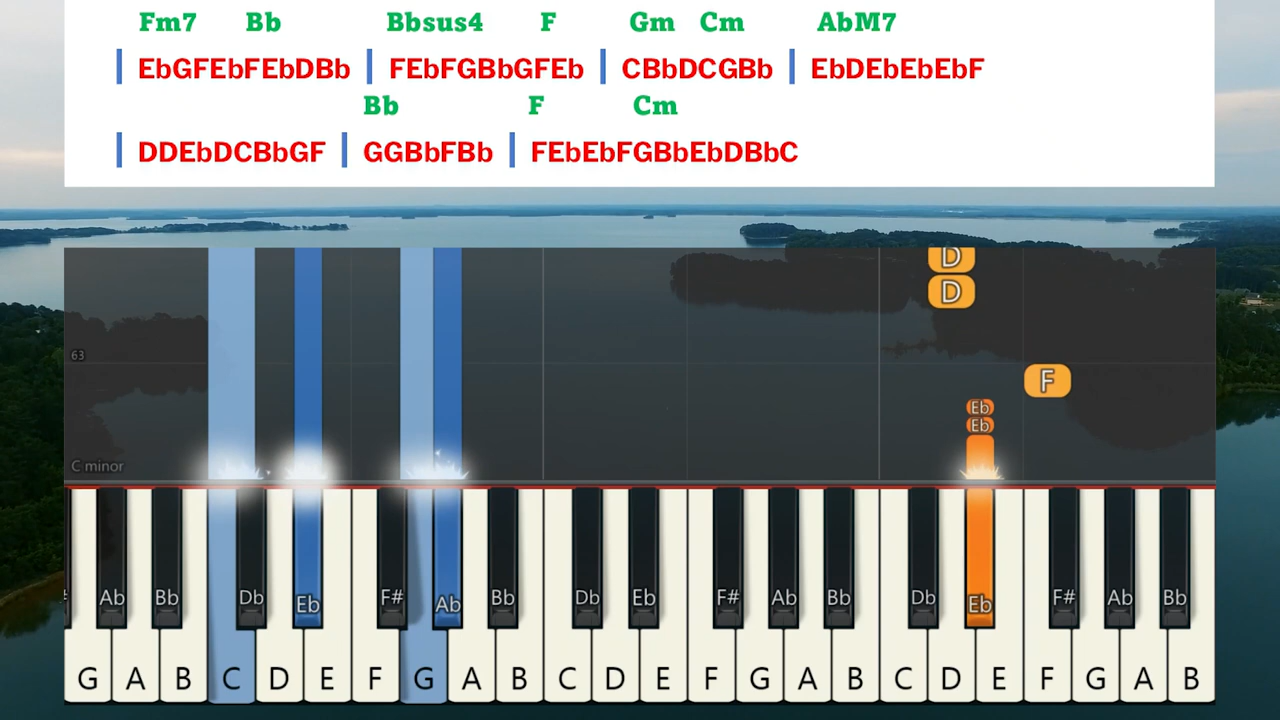 Fm7 Bb Bbsus4 F Gm Cm AbM7
| EbGFEbFEbDBb | FEbFGBbGFEb | CBbDCGBb | EbDEbEbEbF
Bb F Cm
| DDEbDCBbGF | GGBbFBb | FEbEbFGBbEbDBbC
D
D
63
F
Eb
Eb
C minor
Ab Bb Db Eb F# Ab Bb Db Eb F# Ab Bb Db Eb F# Ab Bb
G A B C D E F G A B C D E F G A B C D E F G A B